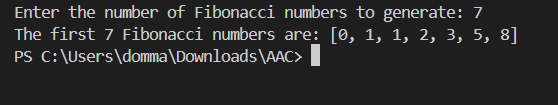 Enter the number of Fibonacci numbers to generate: 7
The first 7 Fibonacci numbers are: [0, 1, 1, 2, 3, 5, 8]
PS C:\Users\domma\Downloads\AAC>